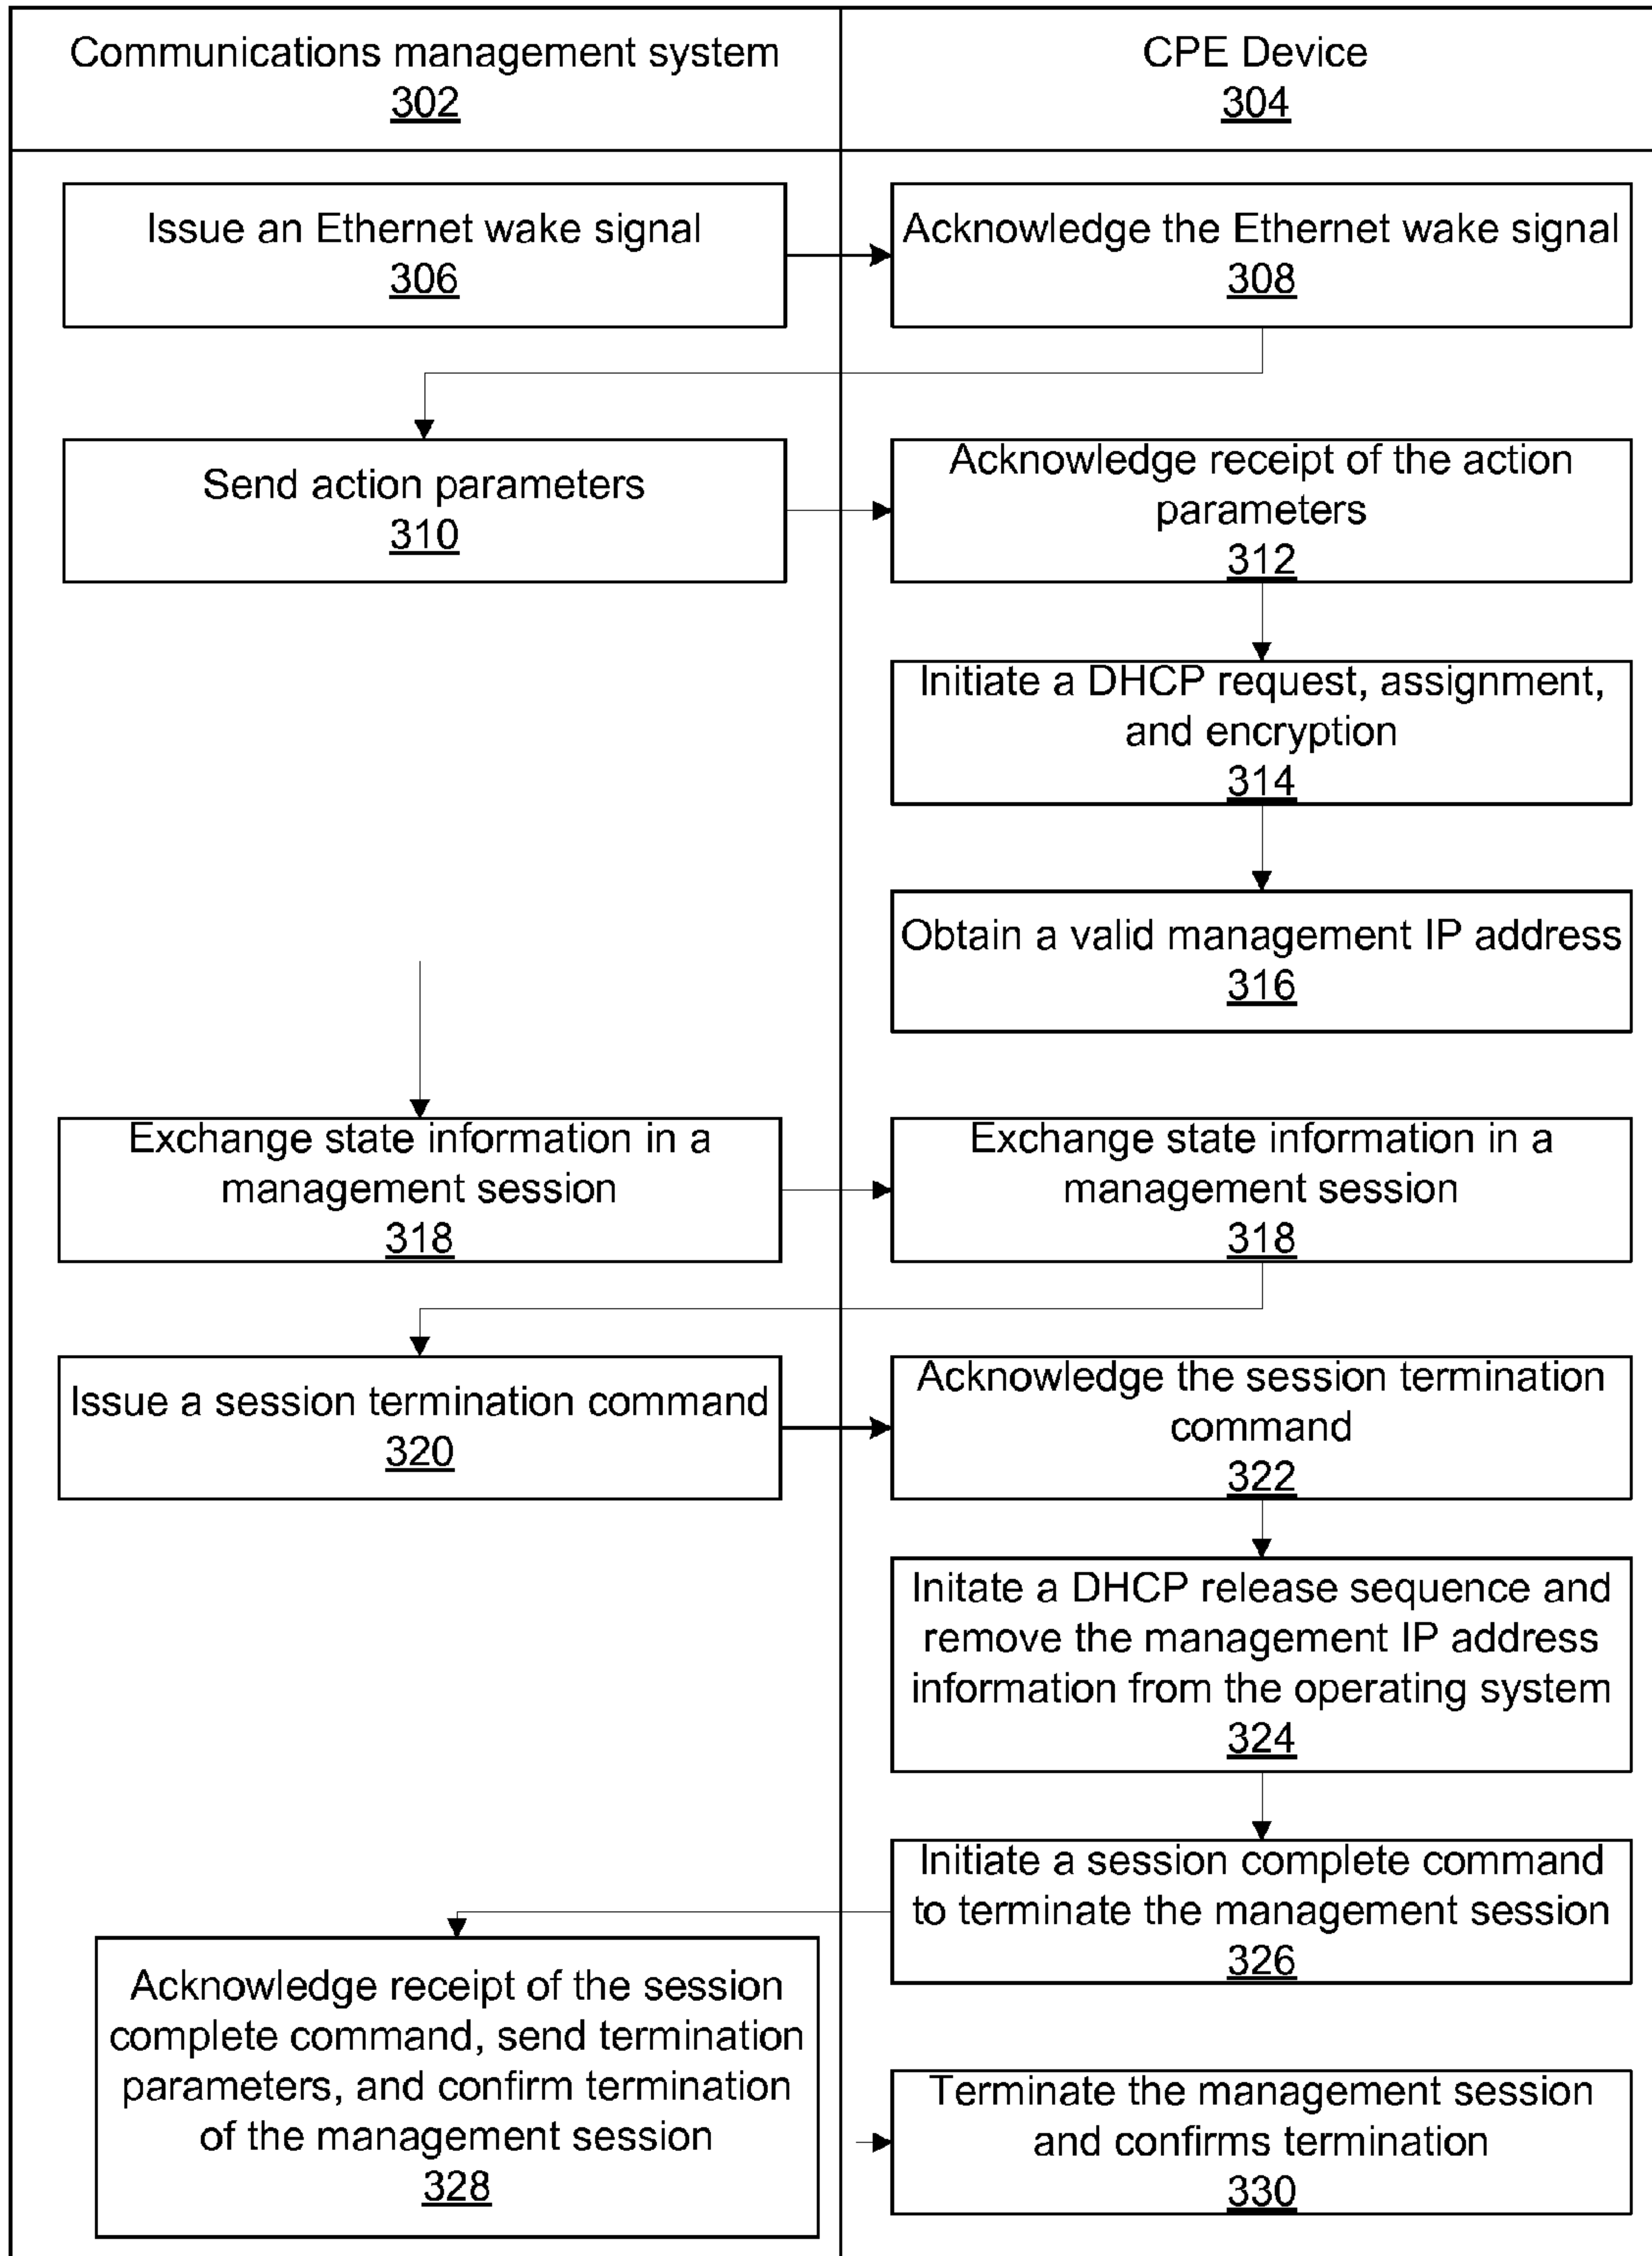 Communications management system
302
CPE Device
304
Issue an Ethernet wake signal
306
Acknowledge the Ethernet wake signal
308
Send action parameters
310
Acknowledge receipt of the action
parameters
312
Initiate a DHCP request, assignment,
and encryption
314
Obtain a valid management IP address
316
Exchange state information in a
management session
318
Exchange state information in a
management session
318
Issue a session termination command
320
Acknowledge the session termination
command
322
Initate a DHCP release sequence and
remove the management IP address
information from the operating system
324
Initiate a session complete command
to terminate the management session
326
Acknowledge receipt of the session
complete command, send termination
parameters, and confirm termination
of the management session
328
Terminate the management session
and confirms termination
330